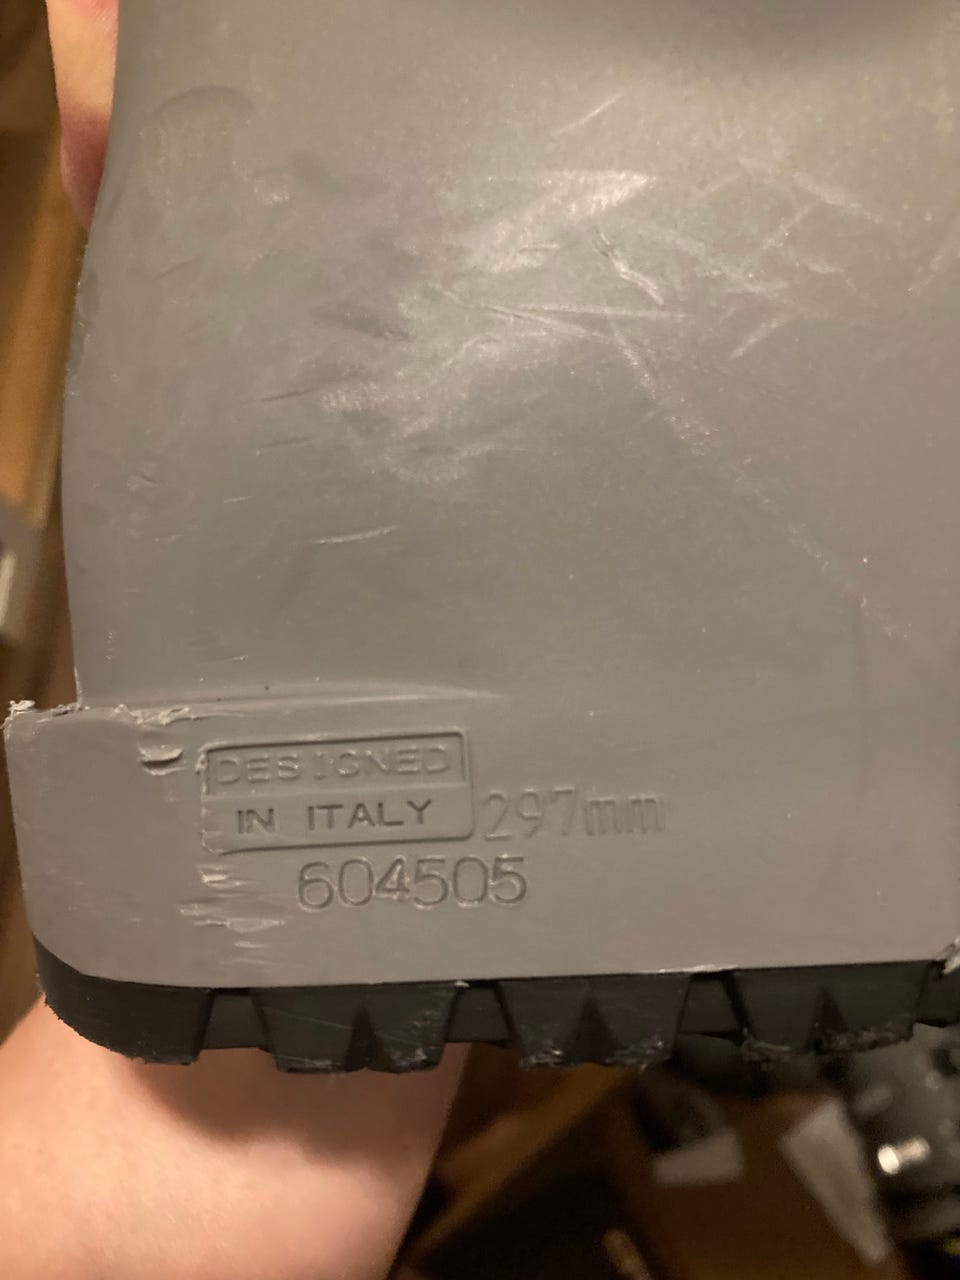 DESIGNED
IN ITALY
297mm
604505